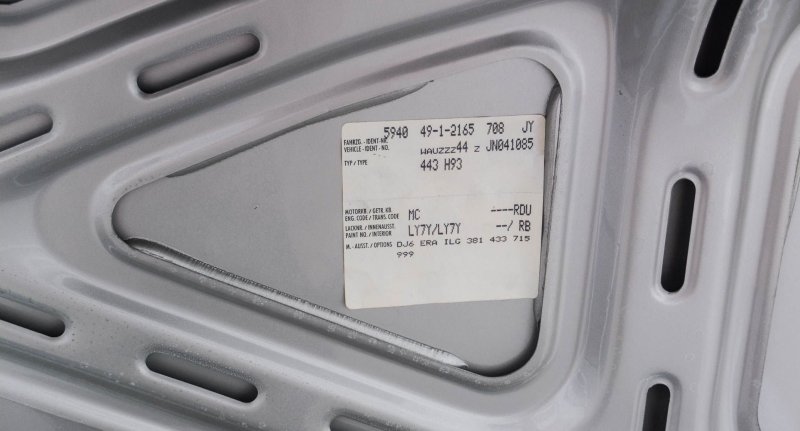 5940 49-1-2165 708 JY
FAHRZG.-IDENT-NR.
VEHICLE-IDENT-NO. WAUZZZ44 Z JN041085
TYP/TYPE 443 H93
MOTORKB./GETR.KB.
ENG.CODE/TRANS.CODE MC ----RDU
LACKNR./INNENAUSST.
PAINT NO./INTERIOR LY7Y/LY7Y --/ RB
M.-AUSST./OPTIONS DJ6 ERA ILG 381 433 715
999